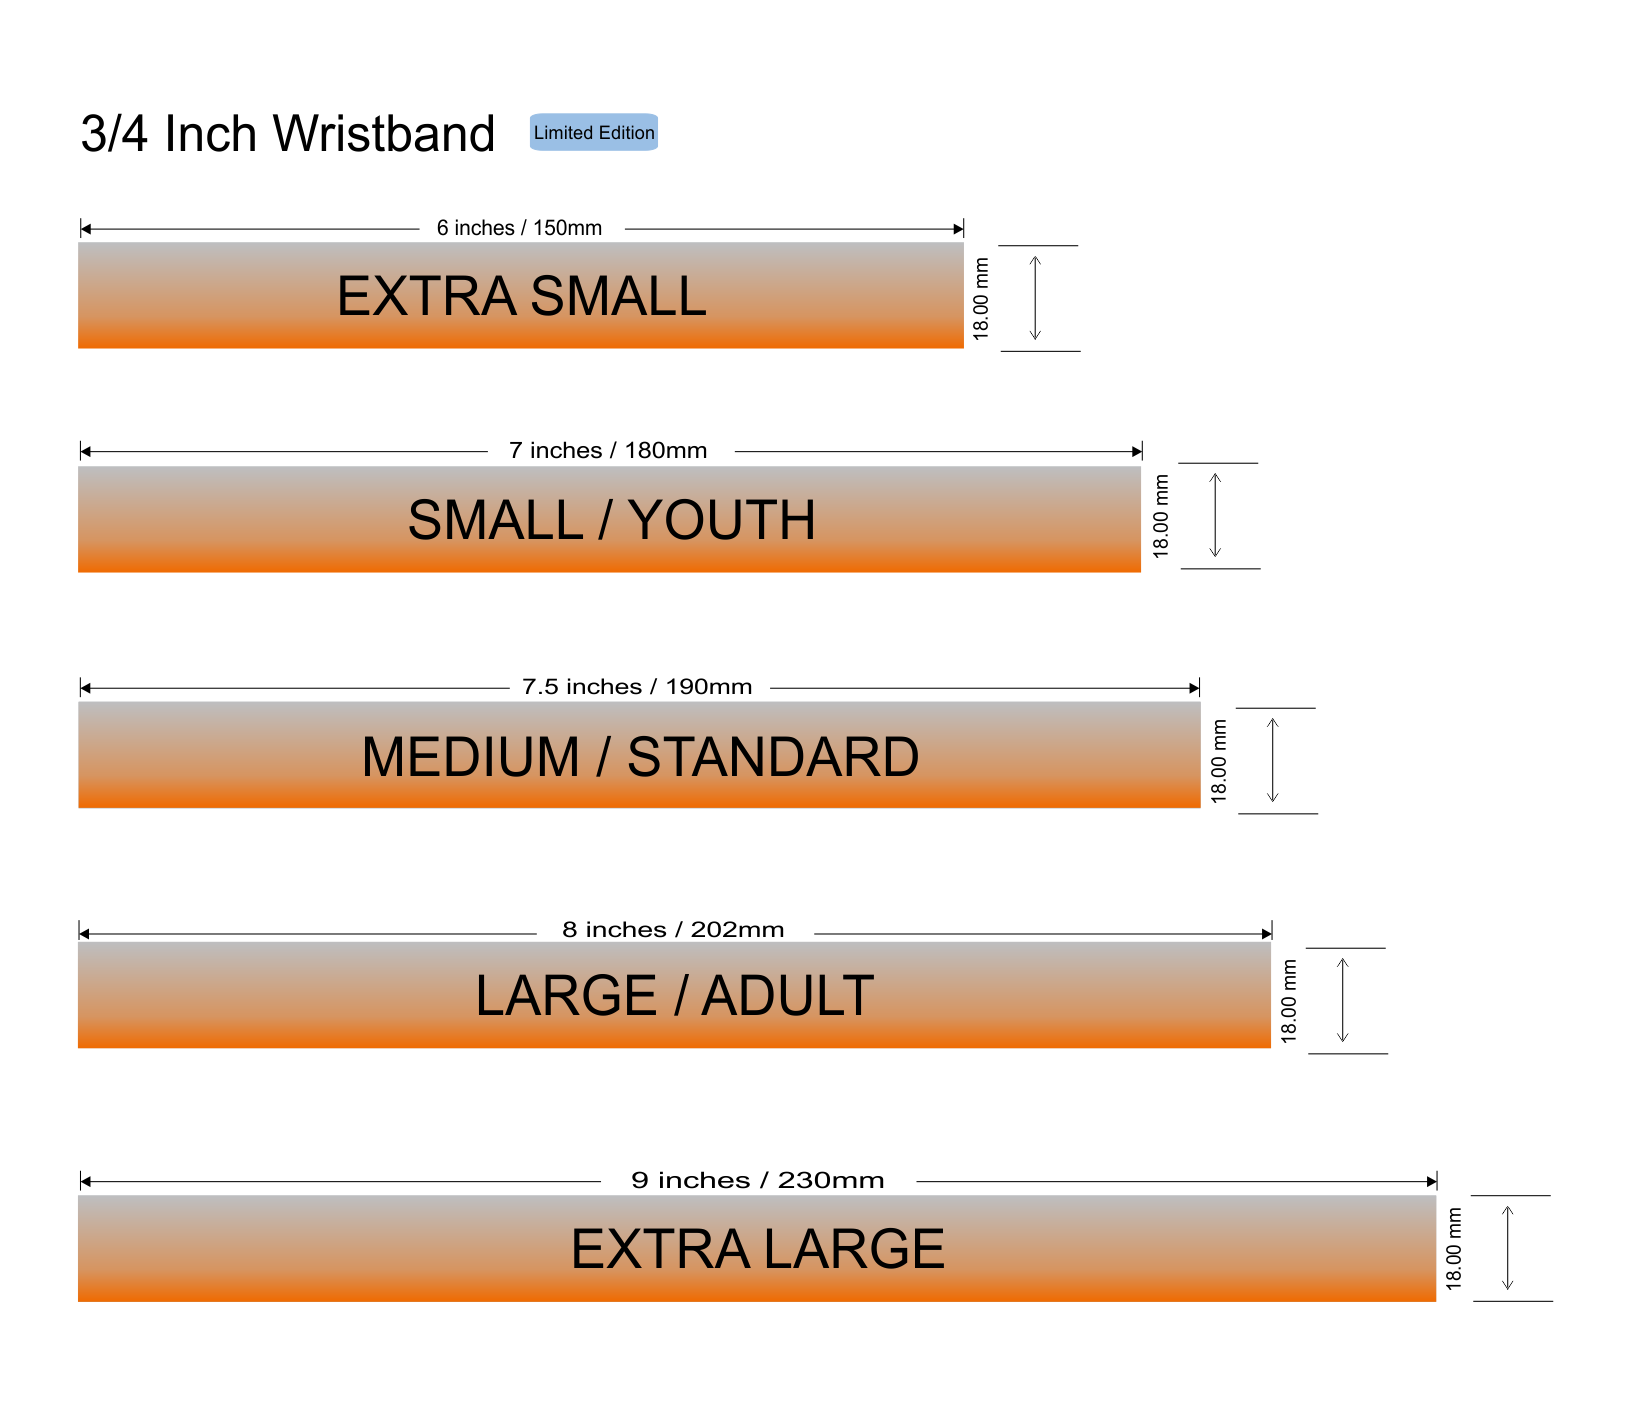 3/4 Inch Wristband
Limited Edition
6 inches / 150mm
EXTRA SMALL
18.00 mm
7 inches / 180mm
SMALL / YOUTH
18.00 mm
7.5 inches / 190mm
MEDIUM / STANDARD
18.00 mm
8 inches / 202mm
LARGE / ADULT
18.00 mm
9 inches / 230mm
EXTRA LARGE
18.00 mm